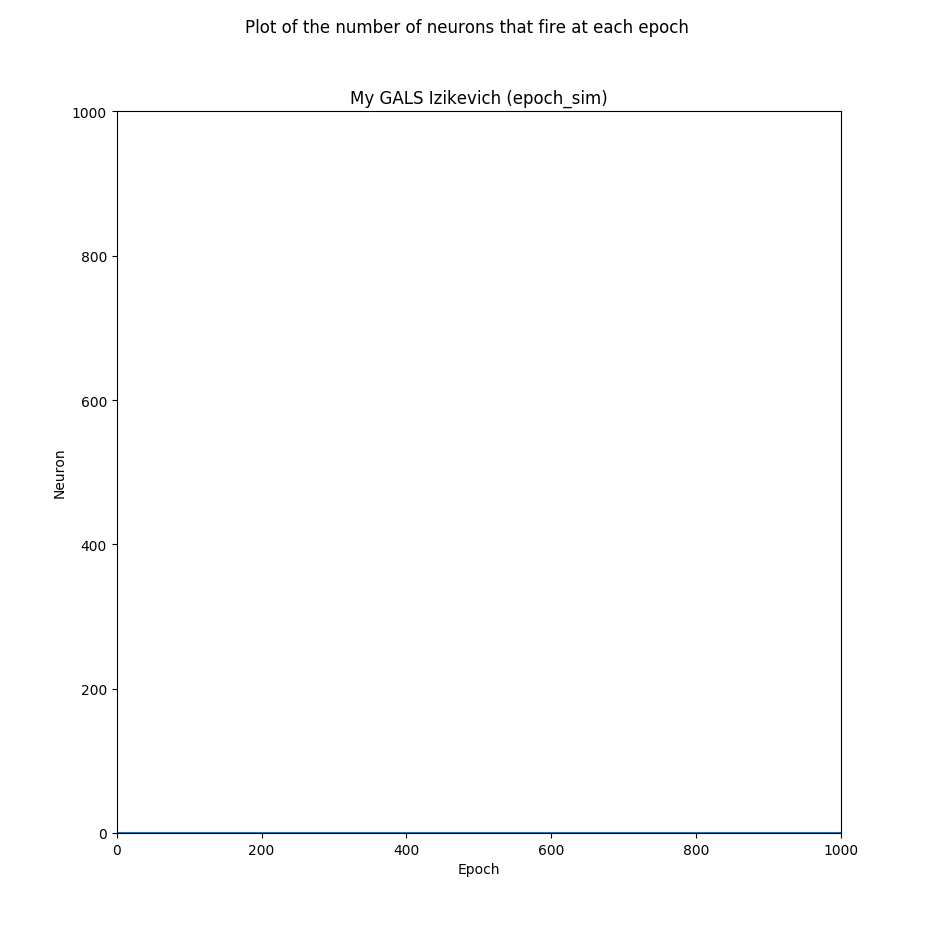 Plot of the number of neurons that fire at each epoch
My GALS Izikevich (epoch_sim)
1000
800
600
400
200
0
Neuron
0 200 400 600 800 1000
Epoch